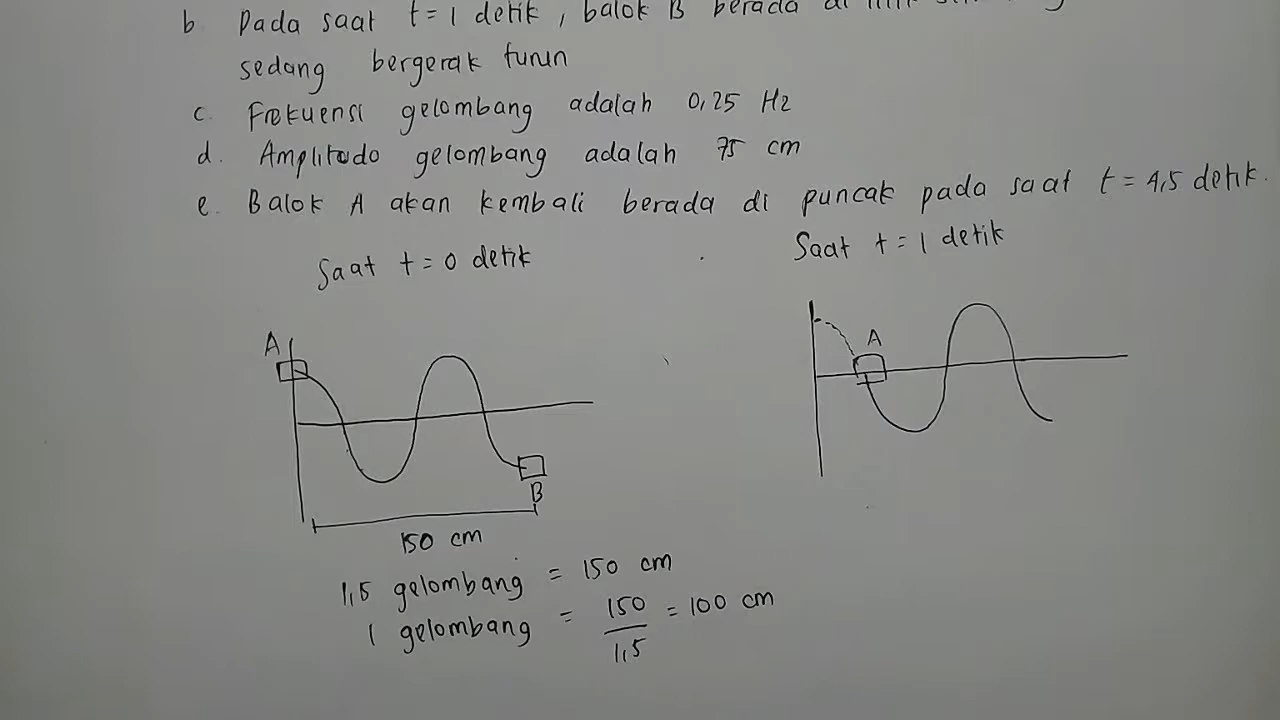 b Pada saat t = 1 detik, balok B berada di
sedang bergerak turun
c. Frekuensi gelombang adalah 0,25 Hz
d. Amplitudo gelombang adalah 75 cm
e. Balok A akan kembali berada di puncak pada saat t = 4,5 detik.
Saat t = 0 detik
Saat t = 1 detik
A
A
B
150 cm
1,5 gelombang = 150 cm
1 gelombang = 150/1,5 = 100 cm